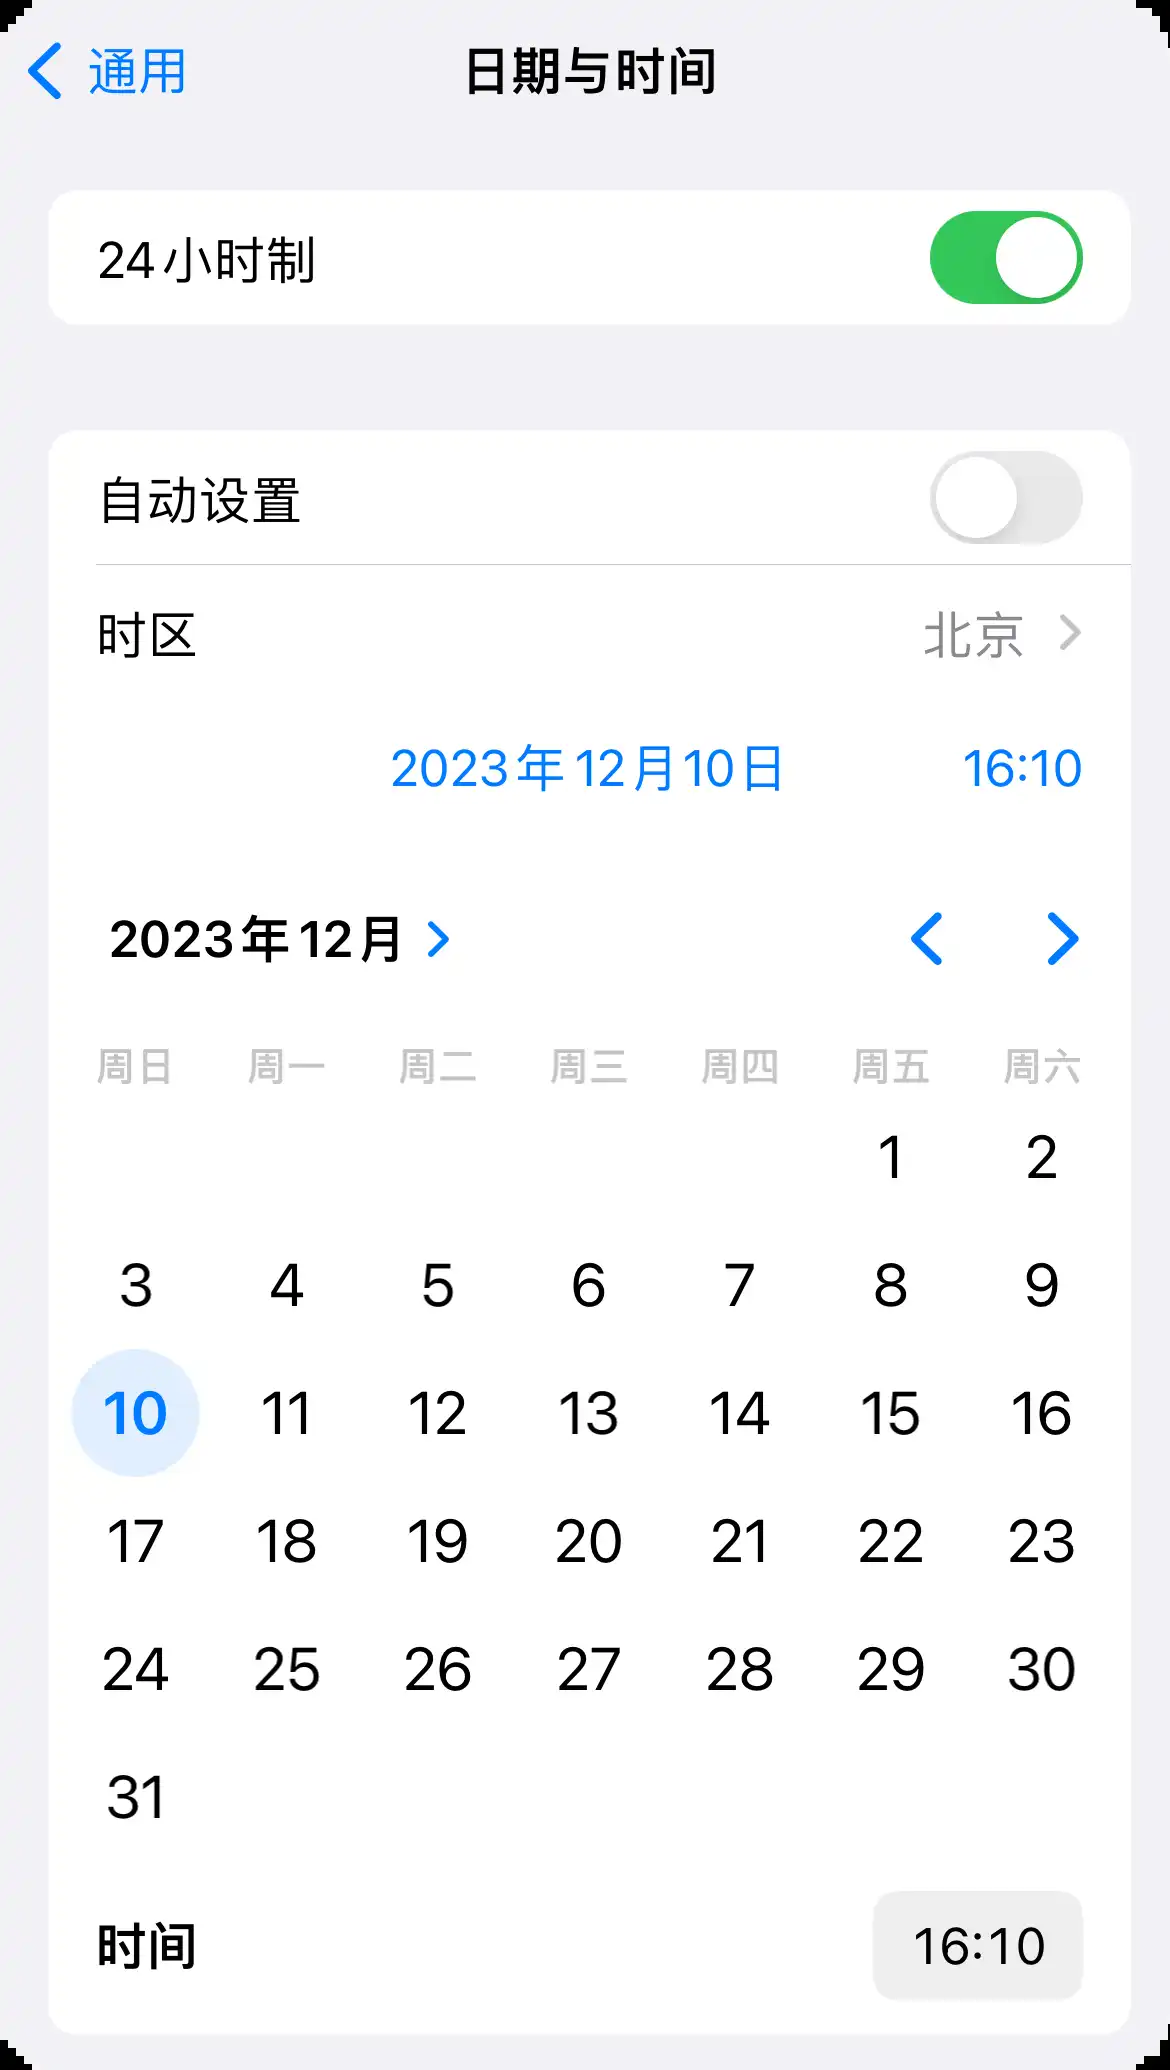 通用 日期与时间
24小时制
自动设置
时区 北京
2023年12月10日 16:10
2023年12月
周日 周一 周二 周三 周四 周五 周六
1 2
3 4 5 6 7 8 9
10 11 12 13 14 15 16
17 18 19 20 21 22 23
24 25 26 27 28 29 30
31
时间 16:10